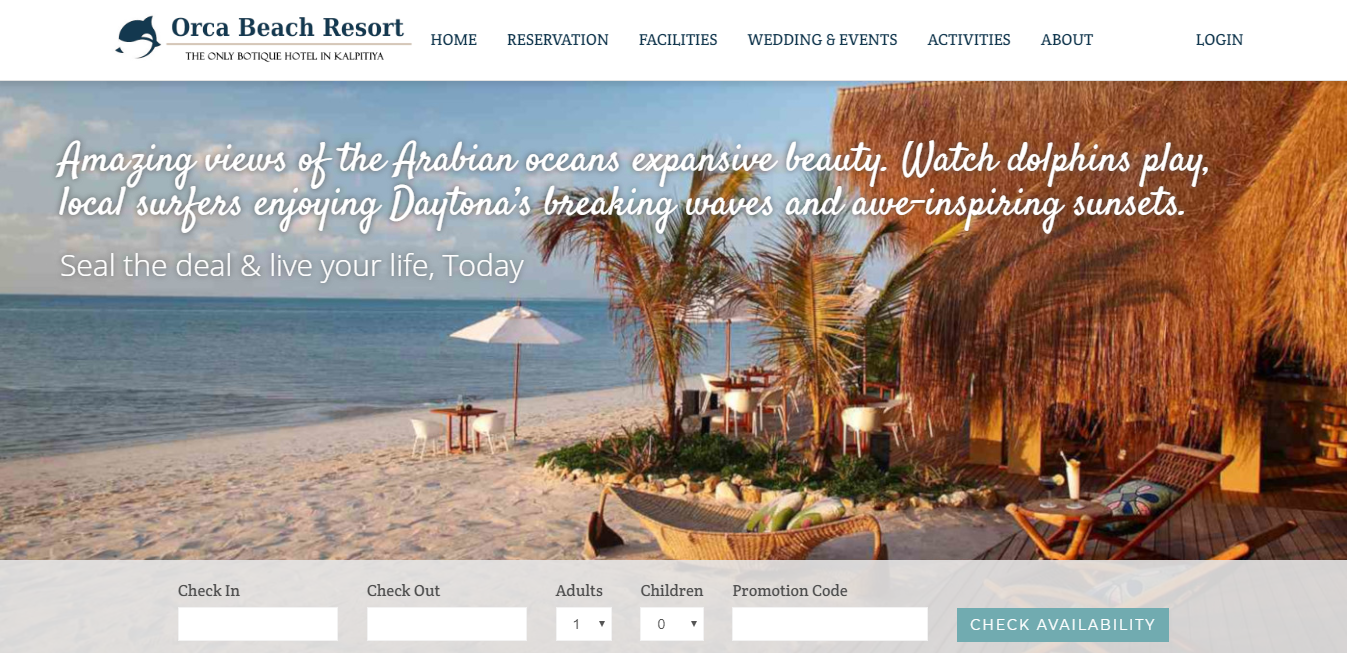 Orca Beach Resort
THE ONLY BOTIQUE HOTEL IN KALPITIYA
HOME RESERVATION FACILITIES WEDDING & EVENTS ACTIVITIES ABOUT LOGIN
Amazing views of the Arabian oceans expansive beauty. Watch dolphins play,
local surfers enjoying Daytona's breaking waves and awe-inspiring sunsets.
Seal the deal & live your life, Today
Check In Check Out Adults Children Promotion Code
1 0
CHECK AVAILABILITY